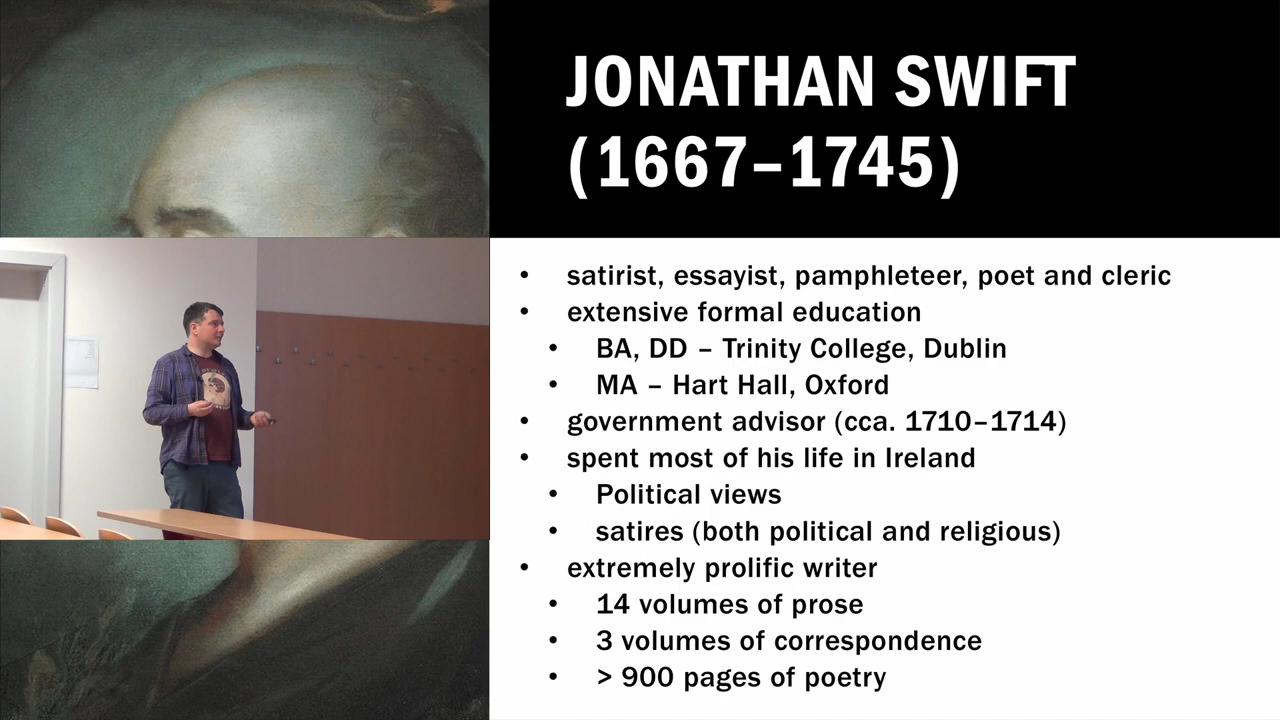 JONATHAN SWIFT
(1667–1745)
• satirist, essayist, pamphleteer, poet and cleric
• extensive formal education
• BA, DD – Trinity College, Dublin
• MA – Hart Hall, Oxford
• government advisor (cca. 1710–1714)
• spent most of his life in Ireland
• Political views
• satires (both political and religious)
• extremely prolific writer
• 14 volumes of prose
• 3 volumes of correspondence
• > 900 pages of poetry